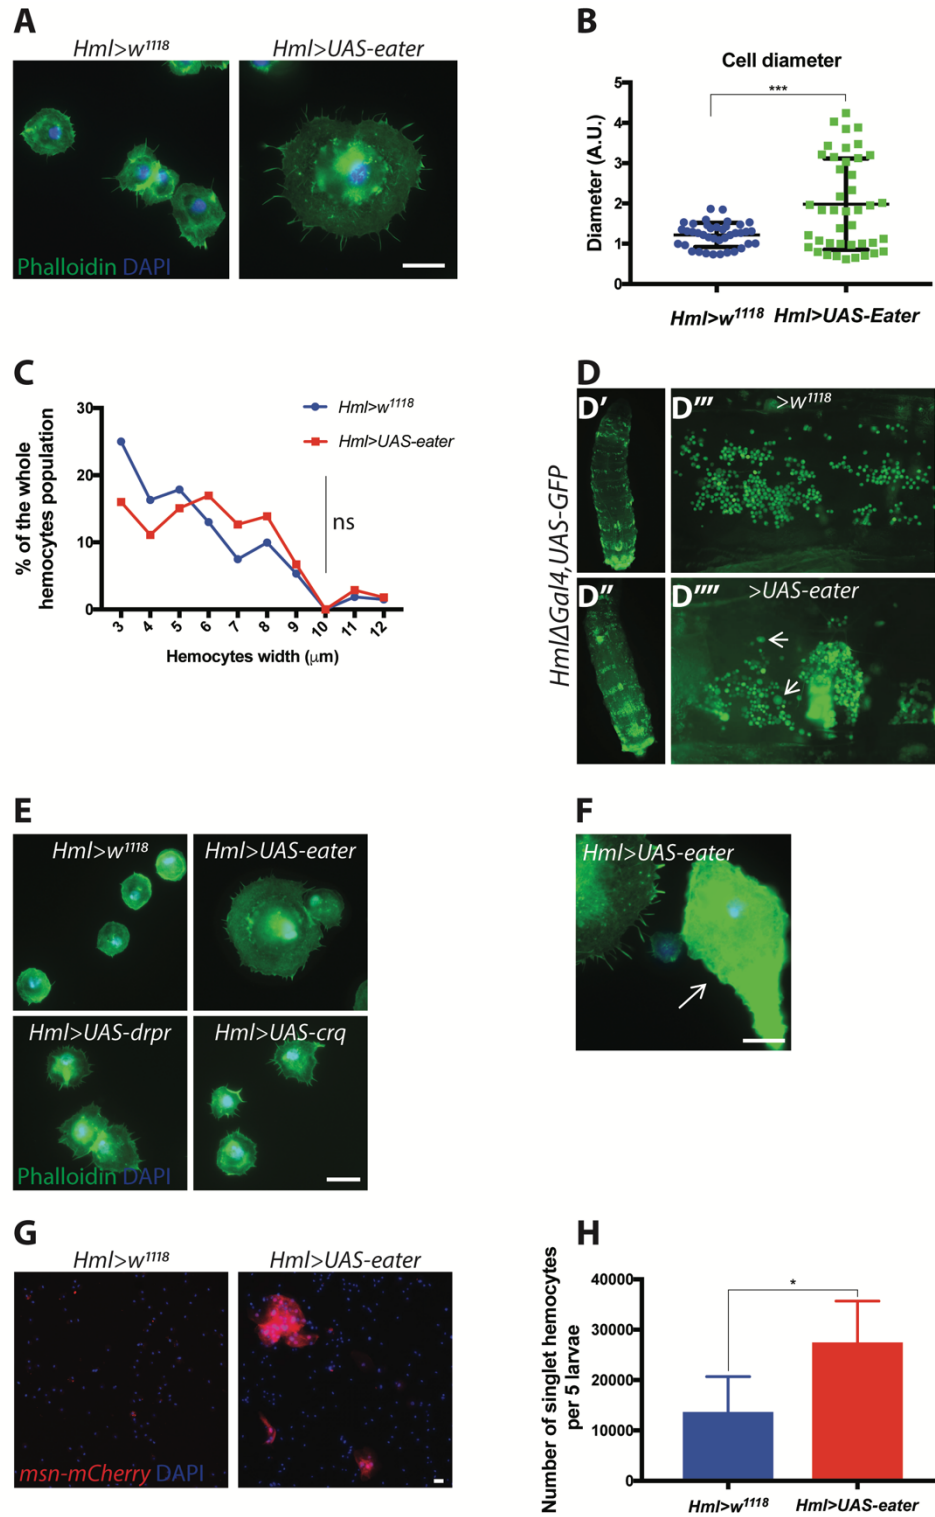 A
Hml>w1118
Hml>UAS-eater
Phalloidin DAPI
B
Cell diameter
***
Diameter (A.U.)
5
4
3
2
1
0
Hml>w1118
Hml>UAS-Eater
C
% of the whole
hemocytes population
30
20
10
0
Hml>w1118
Hml>UAS-eater
ns
3 4 5 6 7 8 9 10 11 12
Hemocytes width (μm)
D
HmlΔGal4,UAS-GFP
D'
D'''
>w1118
D''
D''''
>UAS-eater
E
Hml>w1118
Hml>UAS-eater
Hml>UAS-drpr
Hml>UAS-crq
Phalloidin DAPI
F
Hml>UAS-eater
G
Hml>w1118
Hml>UAS-eater
msn-mCherry DAPI
H
Number of singlet hemocytes
per 5 larvae
40000
30000
20000
10000
0
*
Hml>w1118
Hml>UAS-eater